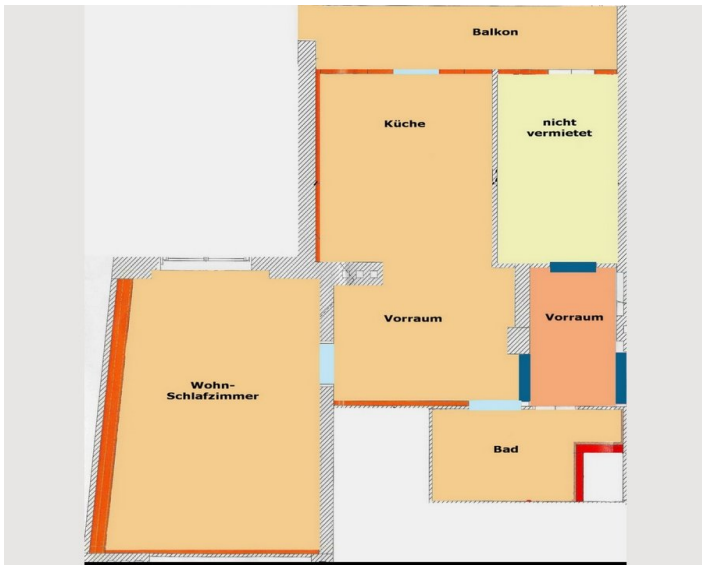 Balkon
Küche
nicht
vermietet
Vorraum
Vorraum
Wohn-
Schlafzimmer
Bad